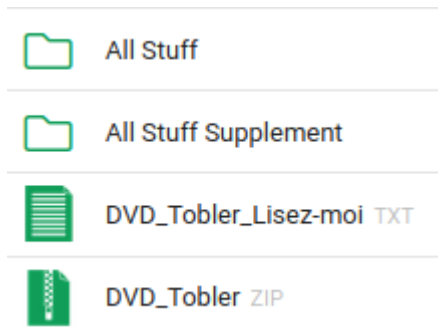 All Stuff
All Stuff Supplement
DVD_Tobler_Lisez-moi TXT
DVD_Tobler ZIP